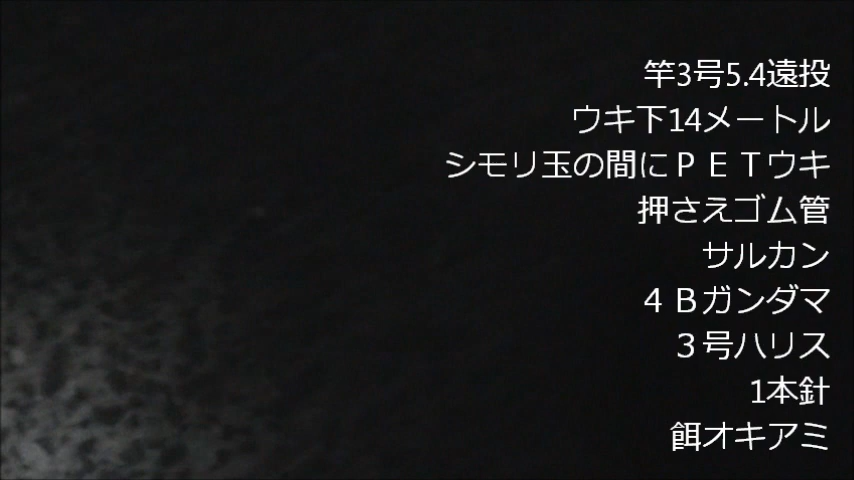 竿3号5.4遠投
ウキ下14メートル
シモリ玉の間にＰＥＴウキ
押さえゴム管
サルカン
４Ｂガンダマ
３号ハリス
1本針
餌オキアミ